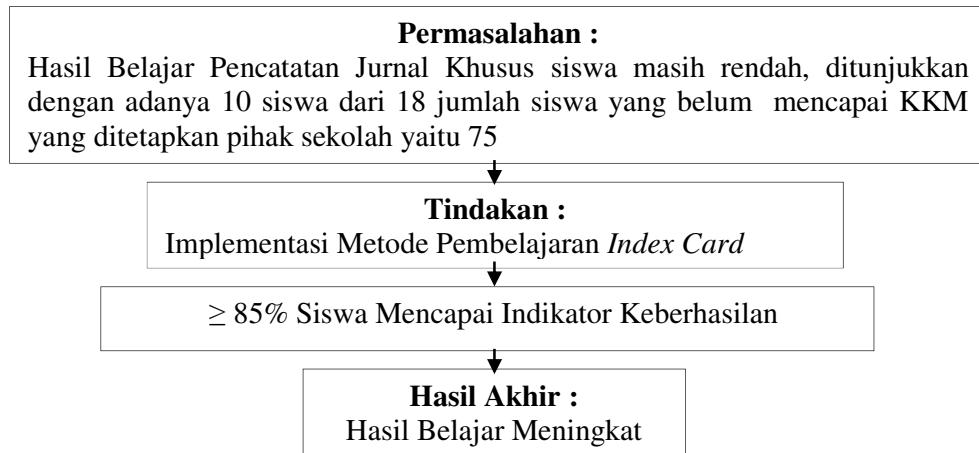 Permasalahan :
Hasil Belajar Pencatatan Jurnal Khusus siswa masih rendah, ditunjukkan
dengan adanya 10 siswa dari 18 jumlah siswa yang belum mencapai KKM
yang ditetapkan pihak sekolah yaitu 75
Tindakan :
Implementasi Metode Pembelajaran Index Card
≥ 85% Siswa Mencapai Indikator Keberhasilan
Hasil Akhir :
Hasil Belajar Meningkat